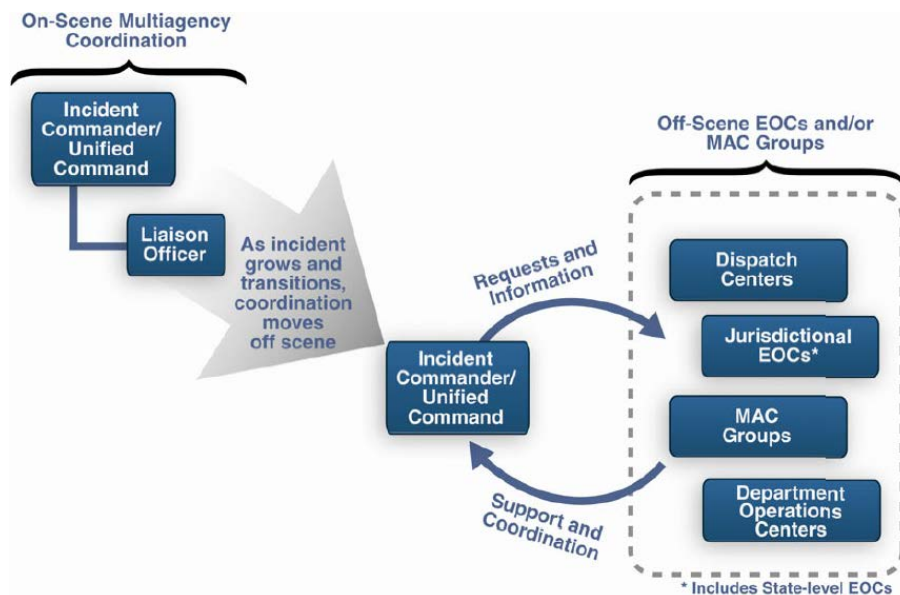 On-Scene Multiagency
Coordination
Incident
Commander/
Unified
Command
Liaison
Officer
As incident
grows and
transitions,
coordination
moves
off scene
Incident
Commander/
Unified
Command
Requests and
Information
Support and
Coordination
Off-Scene EOCs and/or
MAC Groups
Dispatch
Centers
Jurisdictional
EOCs*
MAC
Groups
Department
Operations
Centers
* Includes State-level EOCs